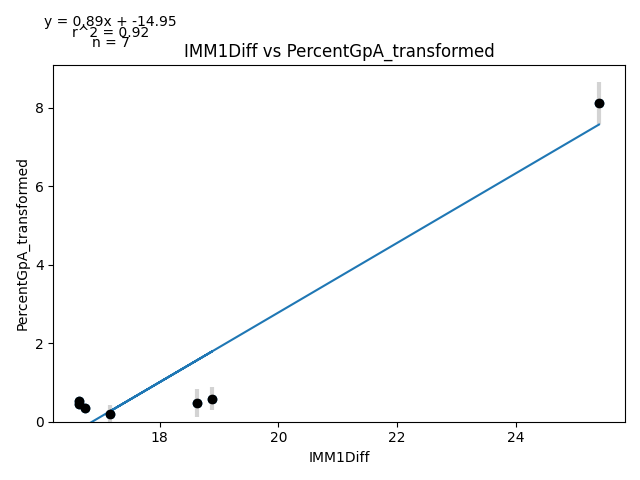 y = 0.89x + -14.95
r^2 = 0.92
n = 7
IMM1Diff vs PercentGpA_transformed
PercentGpA_transformed
8
6
4
2
0
18 20 22 24
IMM1Diff